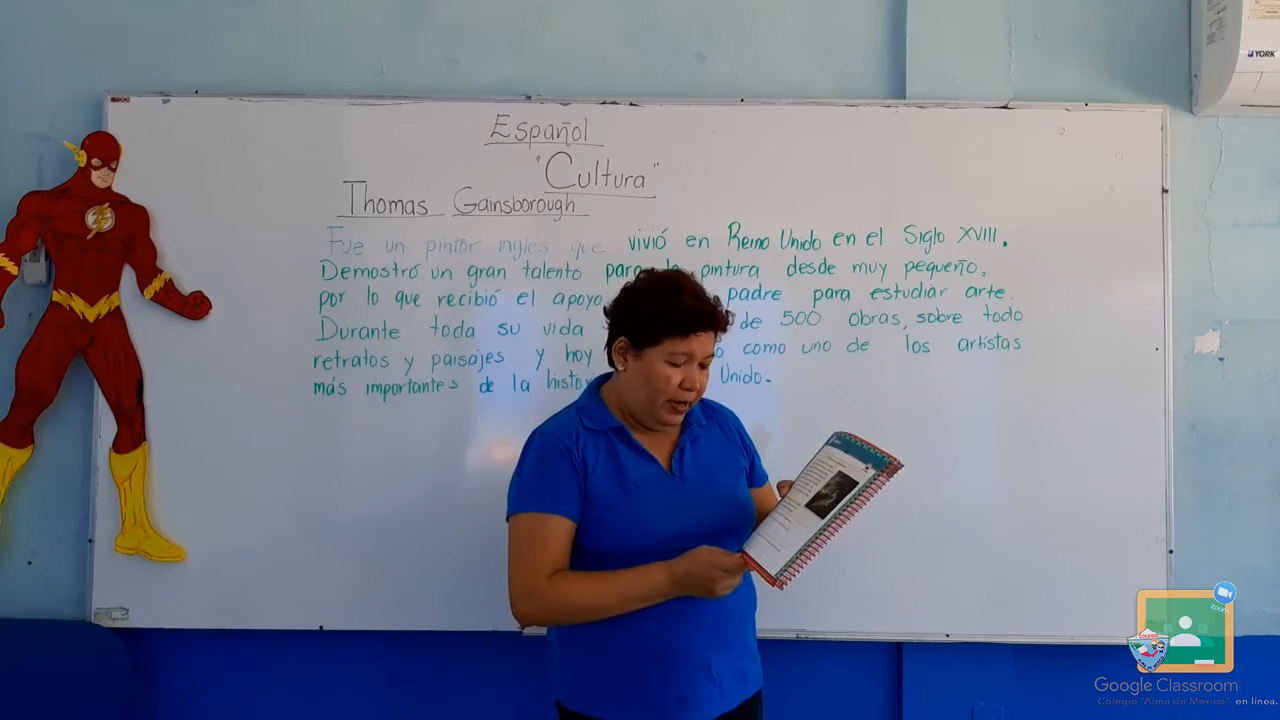 Español
"Cultura"
Thomas Gainsborough
Fue un pintor ingles que vivió en Reino Unido en el Siglo XVIII.
Demostró un gran talento para la pintura desde muy pequeño,
por lo que recibió el apoyo padre para estudiar arte.
Durante toda su vida de 500 obras, sobre todo
retratos y paisajes y hoy como uno de los artistas
más importantes de la Unido.
YORK
zoom
Google Classroom
Colegio "Alma de México" en línea.